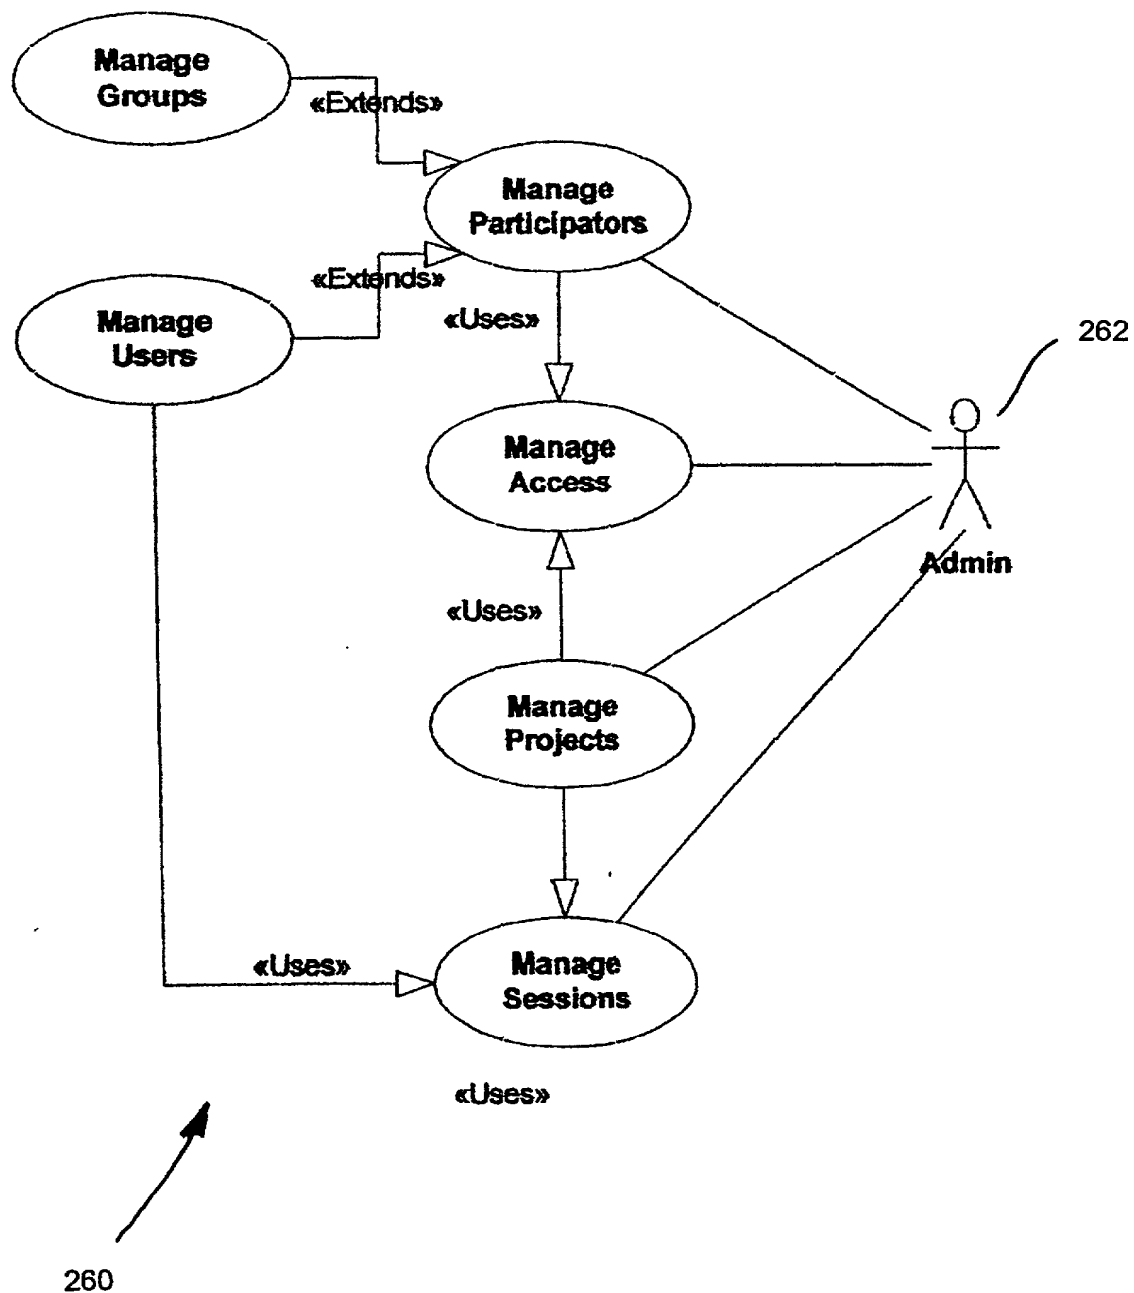 Manage
Groups
«Extends»
Manage
Participators
«Extends»
Manage
Users
«Uses»
262
Manage
Access
Admin
«Uses»
Manage
Projects
«Uses»
Manage
Sessions
«Uses»
260